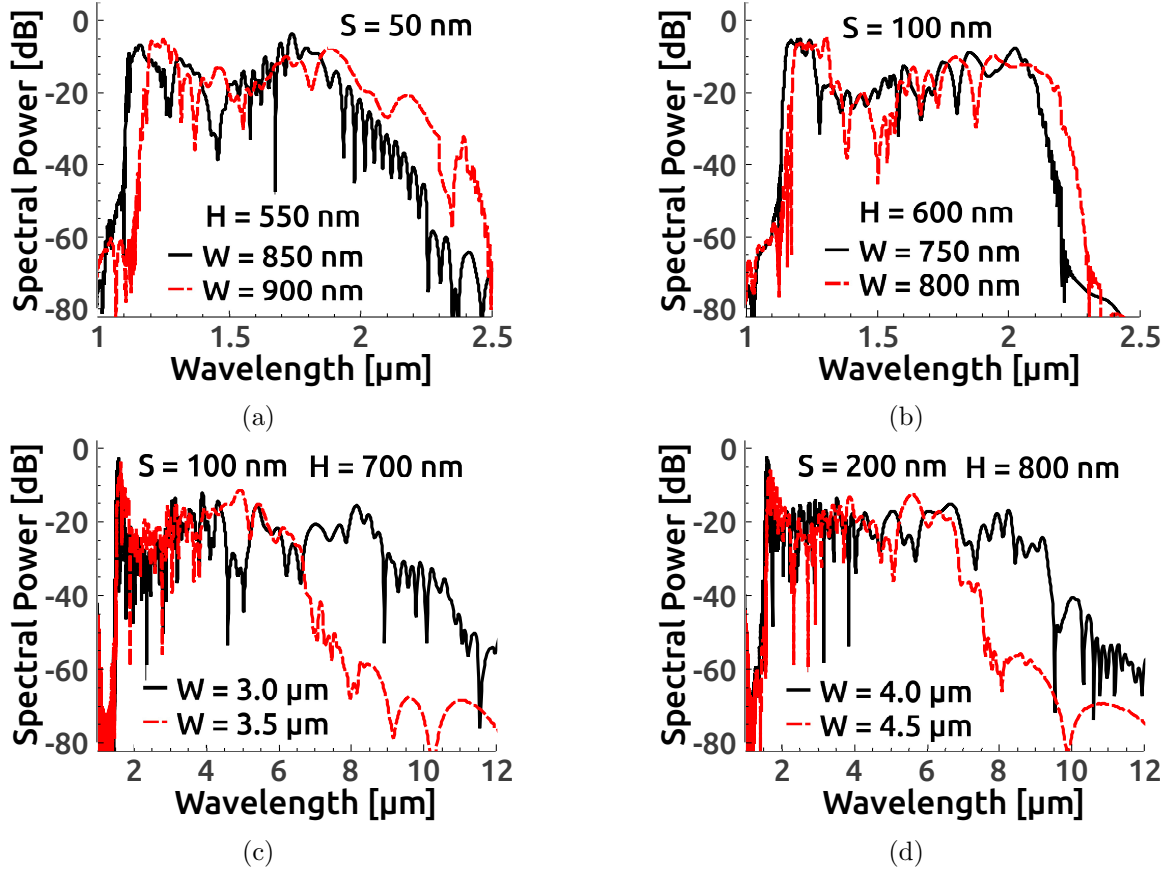 S = 50 nm
H = 550 nm
W = 850 nm
W = 900 nm
Spectral Power [dB]
0
-20
-40
-60
-80
1
1.5
2
2.5
Wavelength [µm]
(a)
S = 100 nm
H = 600 nm
W = 750 nm
W = 800 nm
Spectral Power [dB]
0
-20
-40
-60
-80
1
1.5
2
2.5
Wavelength [µm]
(b)
S = 100 nm H = 700 nm
W = 3.0 µm
W = 3.5 µm
Spectral Power [dB]
0
-20
-40
-60
-80
2
4
6
8
10
12
Wavelength [µm]
(c)
S = 200 nm H = 800 nm
W = 4.0 µm
W = 4.5 µm
Spectral Power [dB]
0
-20
-40
-60
-80
2
4
6
8
10
12
Wavelength [µm]
(d)